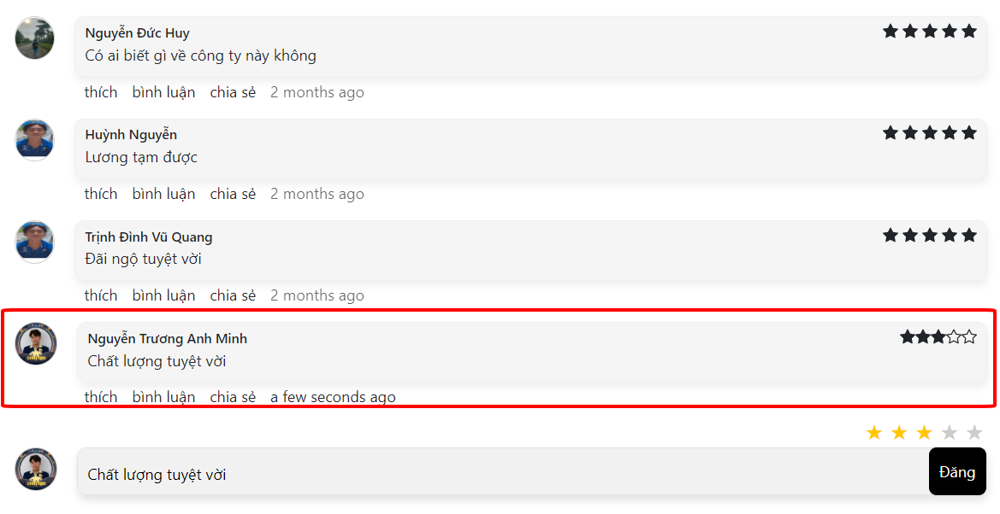 Nguyễn Đức Huy
Có ai biết gì về công ty này không
thích bình luận chia sẻ 2 months ago
Huỳnh Nguyễn
Lương tạm được
thích bình luận chia sẻ 2 months ago
Trịnh Đình Vũ Quang
Đãi ngộ tuyệt vời
thích bình luận chia sẻ 2 months ago
Nguyễn Trương Anh Minh
Chất lượng tuyệt vời
thích bình luận chia sẻ a few seconds ago
Chất lượng tuyệt vời
Đăng